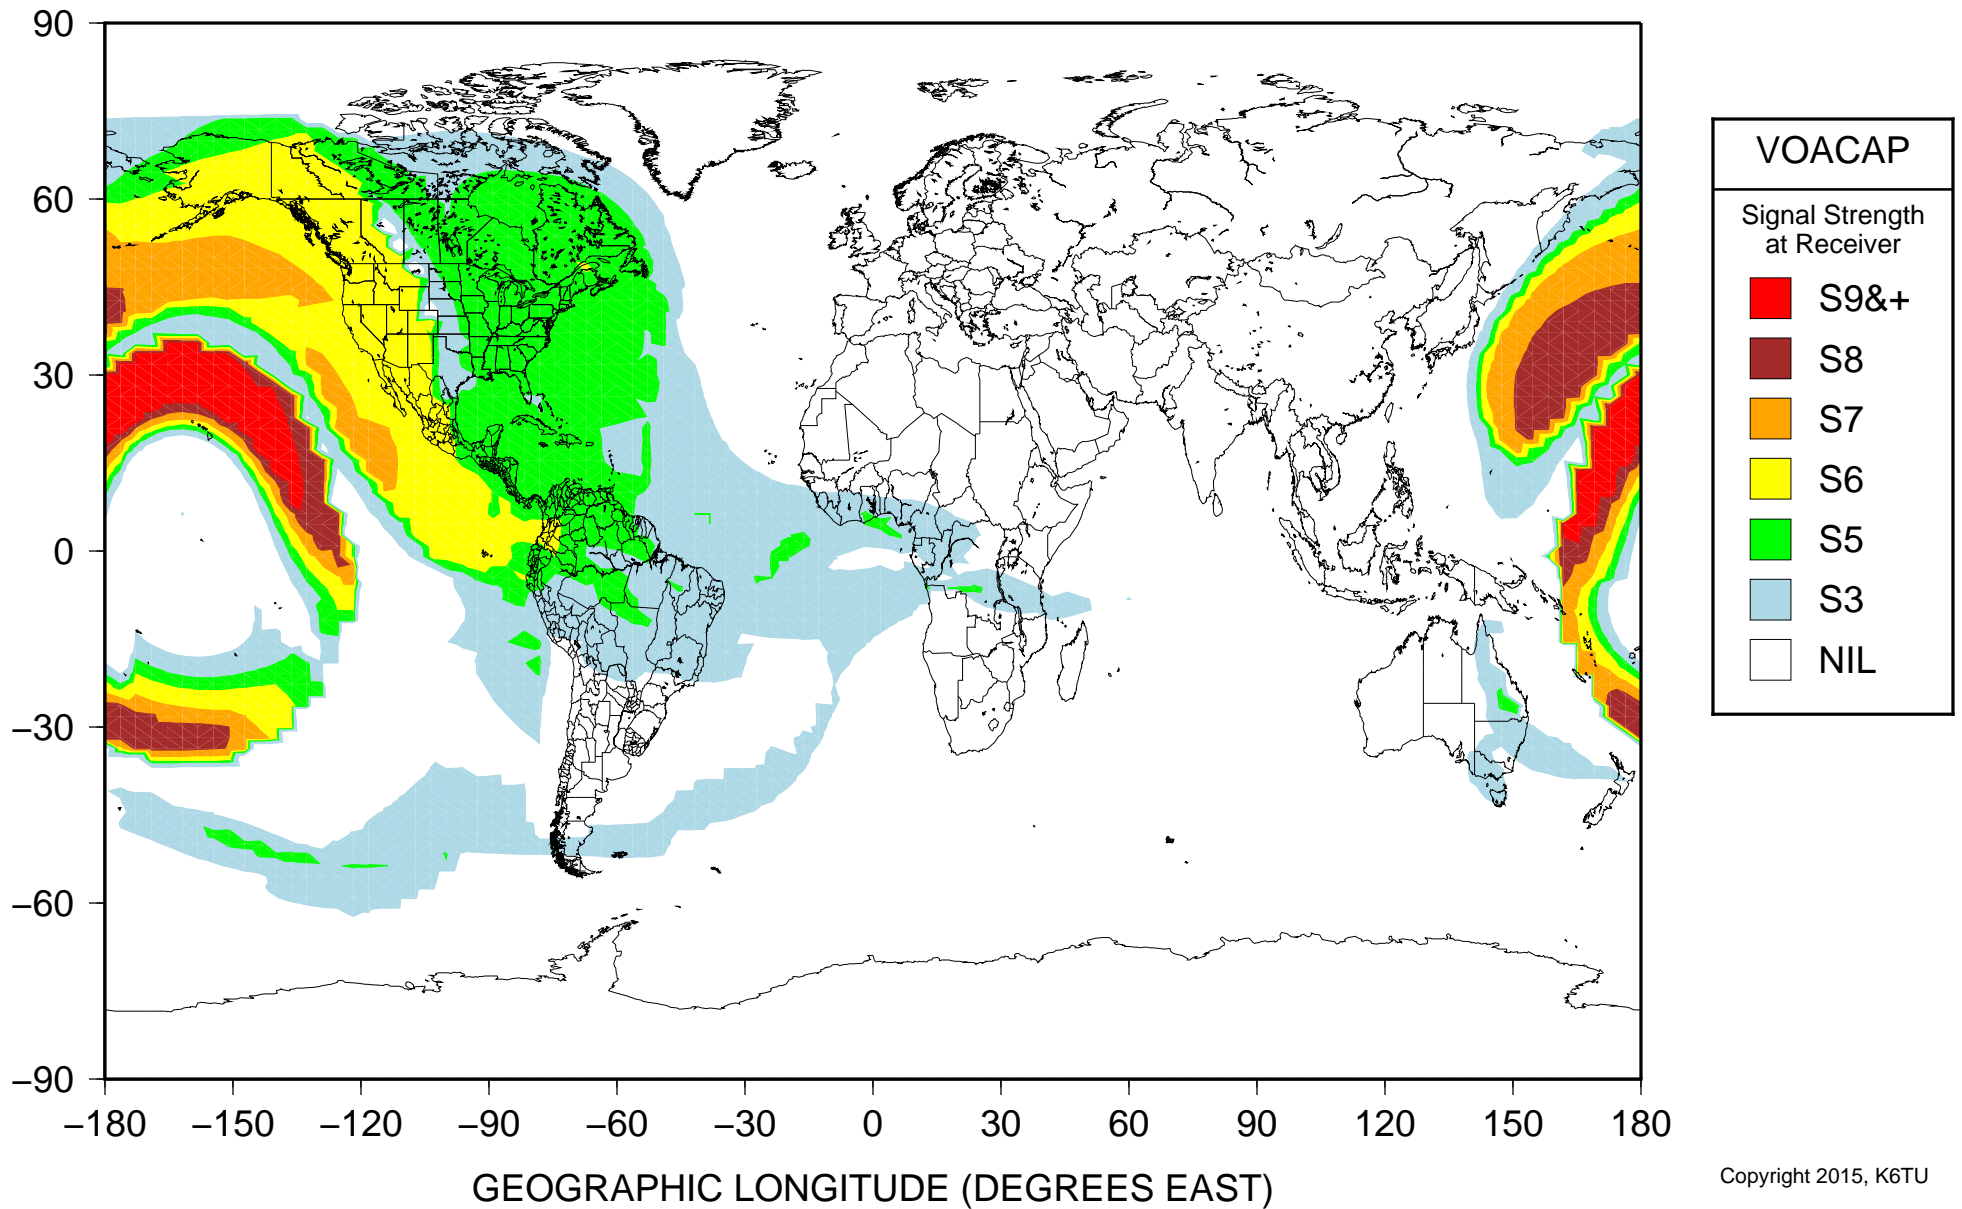 90
60
30
0
−30
−60
−90
−180 −150 −120 −90 −60 −30 0 30 60 90 120 150 180
GEOGRAPHIC LONGITUDE (DEGREES EAST)
VOACAP
Signal Strength
at Receiver
S9&+
S8
S7
S6
S5
S3
NIL
Copyright 2015, K6TU